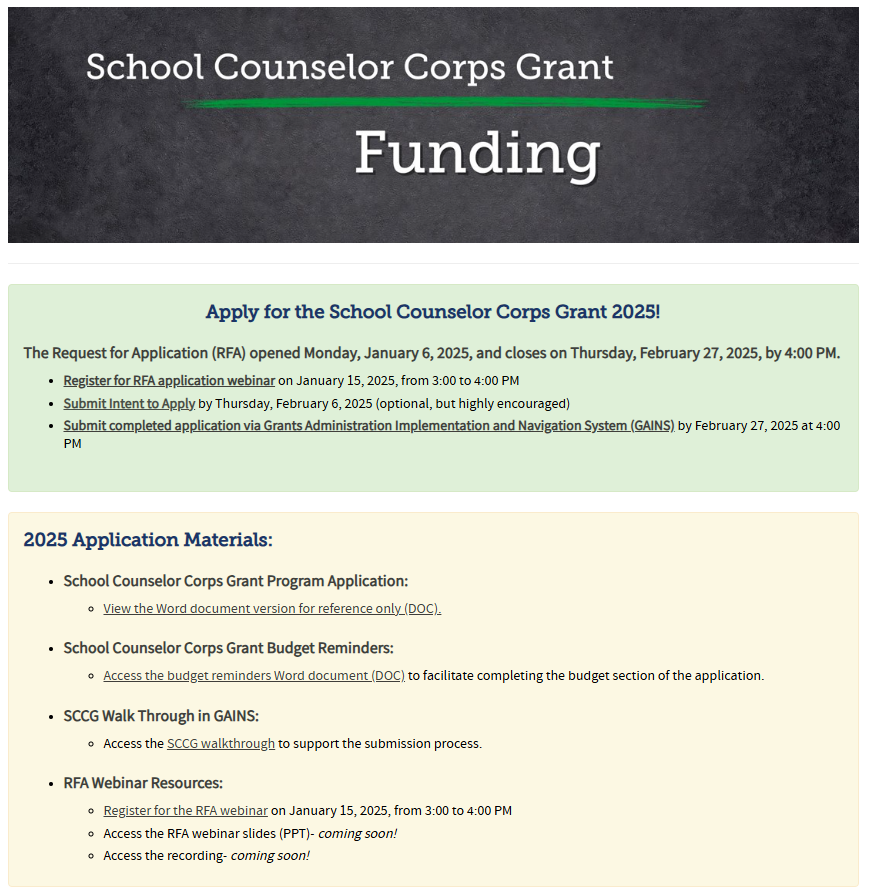 School Counselor Corps Grant
Funding
Apply for the School Counselor Corps Grant 2025!
The Request for Application (RFA) opened Monday, January 6, 2025, and closes on Thursday, February 27, 2025, by 4:00 PM.
• Register for RFA application webinar on January 15, 2025, from 3:00 to 4:00 PM
• Submit Intent to Apply by Thursday, February 6, 2025 (optional, but highly encouraged)
• Submit completed application via Grants Administration Implementation and Navigation System (GAINS) by February 27, 2025 at 4:00
PM
2025 Application Materials:
• School Counselor Corps Grant Program Application:
◦ View the Word document version for reference only (DOC).
• School Counselor Corps Grant Budget Reminders:
◦ Access the budget reminders Word document (DOC) to facilitate completing the budget section of the application.
• SCCG Walk Through in GAINS:
◦ Access the SCCG walkthrough to support the submission process.
• RFA Webinar Resources:
◦ Register for the RFA webinar on January 15, 2025, from 3:00 to 4:00 PM
◦ Access the RFA webinar slides (PPT)- coming soon!
◦ Access the recording- coming soon!